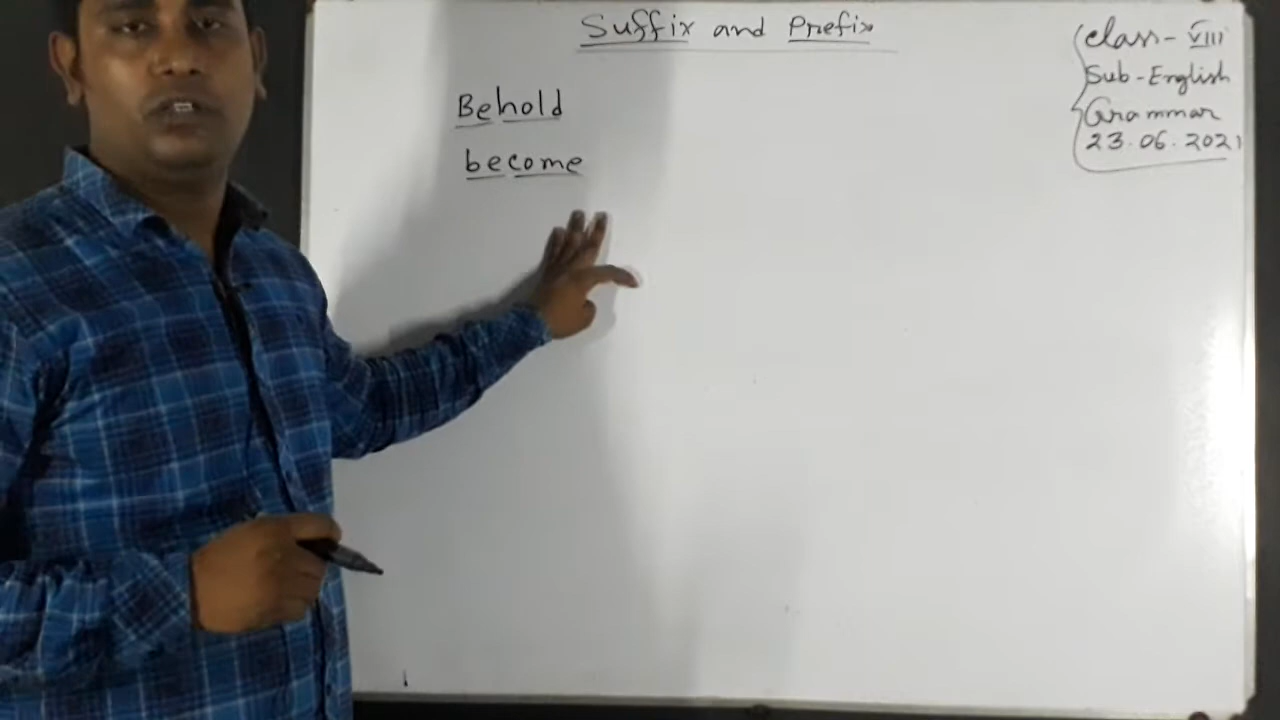 Suffix and Prefix
Behold
become
Class - VIII
Sub - English
Grammar
23.06.2021